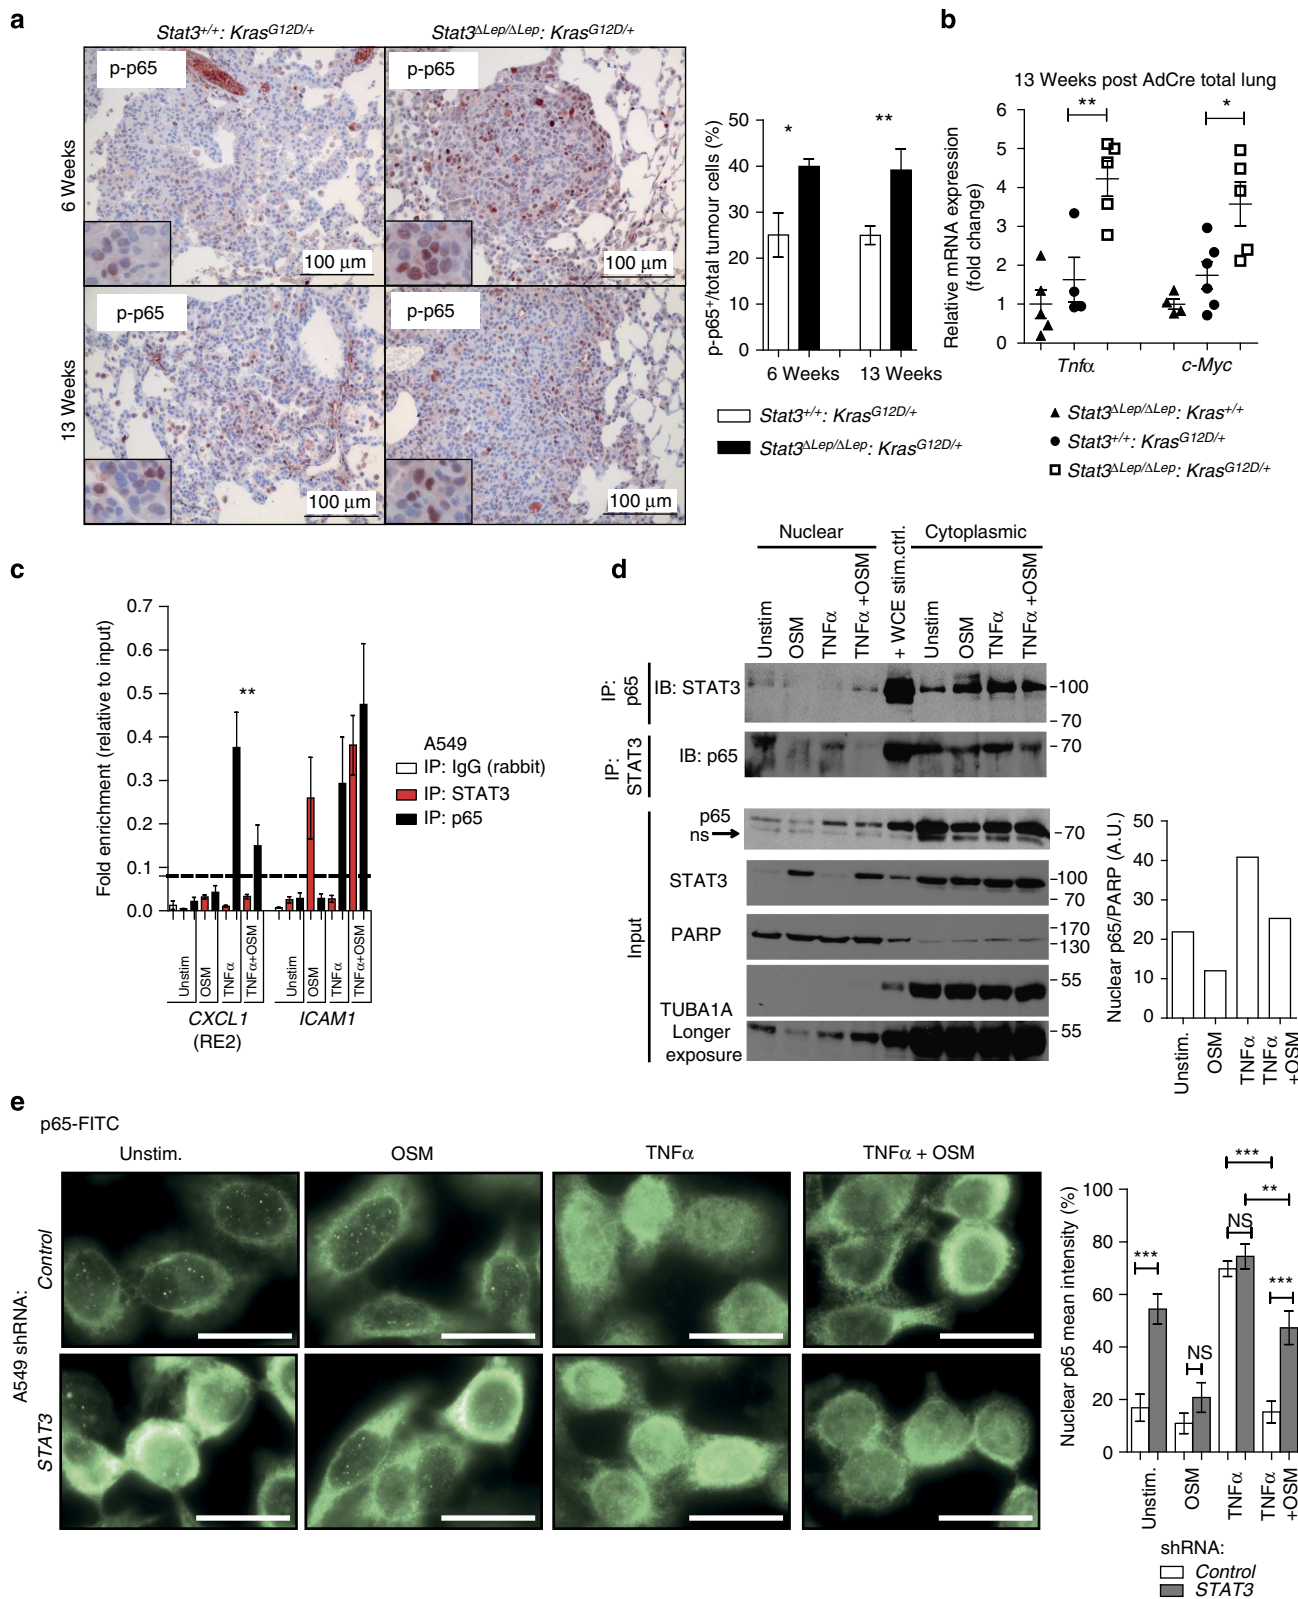 a
Stat3+/+: KrasG12D/+
Stat3ΔLep/ΔLep: KrasG12D/+
6 Weeks
p-p65
100 µm
p-p65
100 µm
13 Weeks
p-p65
100 µm
p-p65
100 µm
p-p65+/total tumour cells (%)
50
40
30
20
10
0
*
**
6 Weeks
13 Weeks
Stat3+/+: KrasG12D/+
Stat3ΔLep/ΔLep: KrasG12D/+
b
13 Weeks post AdCre total lung
Relative mRNA expression
(fold change)
6
5
4
3
2
1
0
**
*
Tnfα
c-Myc
Stat3ΔLep/ΔLep: Kras+/+
Stat3+/+: KrasG12D/+
Stat3ΔLep/ΔLep: KrasG12D/+
c
Fold enrichment (relative to input)
0.7
0.6
0.5
0.4
0.3
0.2
0.1
0.0
**
A549
IP: IgG (rabbit)
IP: STAT3
IP: p65
Unstim
OSM
TNFα
TNFα+OSM
Unstim
OSM
TNFα
TNFα+OSM
CXCL1
(RE2)
ICAM1
d
Nuclear
Cytoplasmic
Unstim
OSM
TNFα
TNFα +OSM
+ WCE stim.ctrl.
Unstim
OSM
TNFα
TNFα +OSM
IP:
p65
IB: STAT3
-100
-70
IP:
STAT3
IB: p65
-70
Input
p65
ns
-70
STAT3
-100
-70
PARP
-170
-130
TUBA1A
-55
Longer
exposure
-55
Nuclear p65/PARP (A.U.)
50
40
30
20
10
0
Unstim.
OSM
TNFα
TNFα
+OSM
e
p65-FITC
Unstim.
OSM
TNFα
TNFα + OSM
A549 shRNA:
Control
STAT3
Nuclear p65 mean intensity (%)
100
80
60
40
20
0
***
**
NS
***
***
NS
Unstim.
OSM
TNFα
TNFα
+OSM
shRNA:
Control
STAT3